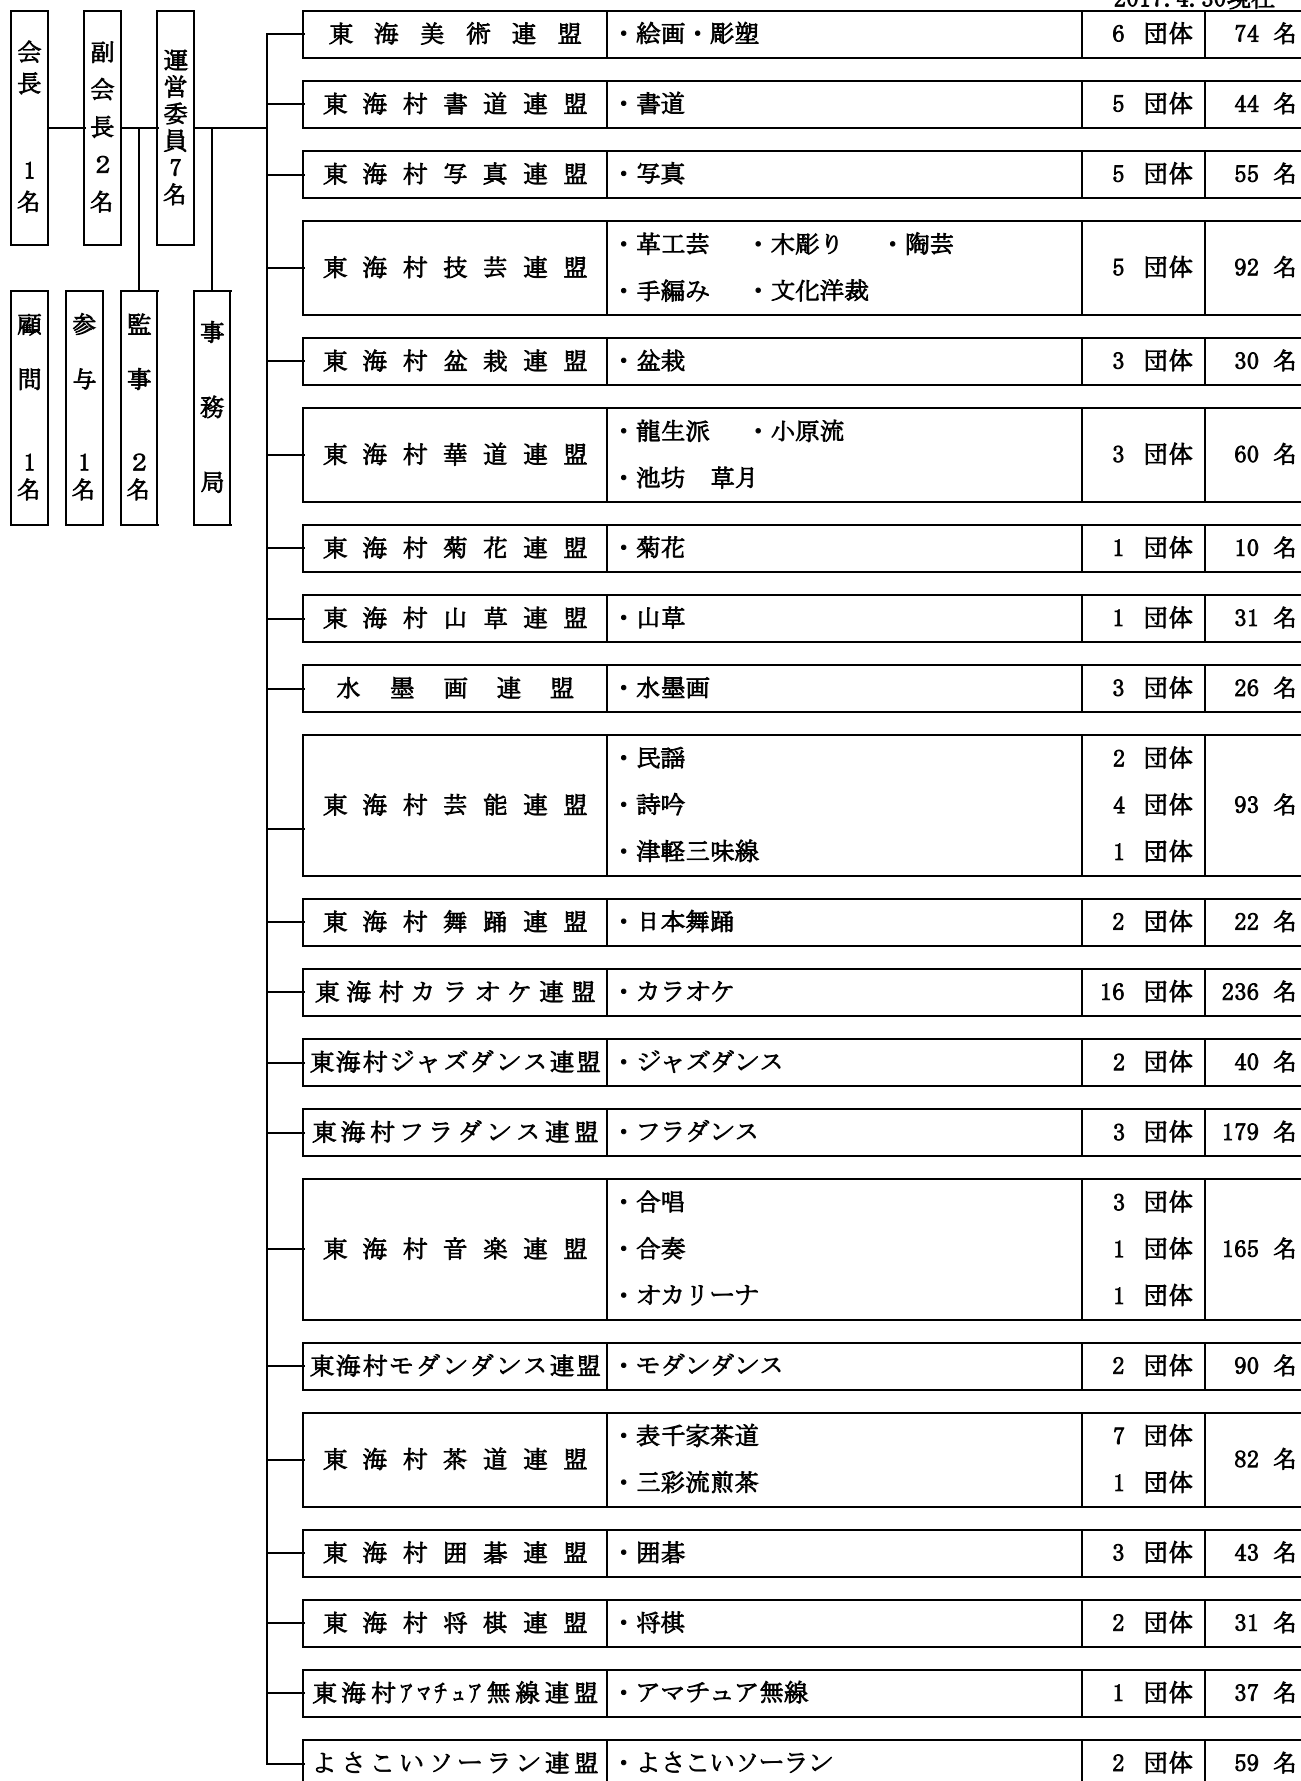 2017.4.30現在
会長 1名
副会長2名
運営委員7名
顧問 1名
参与 1名
監事 2名
事務局
東海美術連盟 ・絵画・彫塑 6 団体 74 名
東海村書道連盟 ・書道 5 団体 44 名
東海村写真連盟 ・写真 5 団体 55 名
東海村技芸連盟 ・革工芸 ・木彫り ・陶芸 5 団体 92 名
・手編み ・文化洋裁
東海村盆栽連盟 ・盆栽 3 団体 30 名
東海村華道連盟 ・龍生派 ・小原流 3 団体 60 名
・池坊 草月
東海村菊花連盟 ・菊花 1 団体 10 名
東海村山草連盟 ・山草 1 団体 31 名
水墨画連盟 ・水墨画 3 団体 26 名
東海村芸能連盟 ・民謡 2 団体 93 名
・詩吟 4 団体
・津軽三味線 1 団体
東海村舞踊連盟 ・日本舞踊 2 団体 22 名
東海村カラオケ連盟 ・カラオケ 16 団体 236 名
東海村ジャズダンス連盟 ・ジャズダンス 2 団体 40 名
東海村フラダンス連盟 ・フラダンス 3 団体 179 名
東海村音楽連盟 ・合唱 3 団体 165 名
・合奏 1 団体
・オカリーナ 1 団体
東海村モダンダンス連盟 ・モダンダンス 2 団体 90 名
東海村茶道連盟 ・表千家茶道 7 団体 82 名
・三彩流煎茶 1 団体
東海村囲碁連盟 ・囲碁 3 団体 43 名
東海村将棋連盟 ・将棋 2 団体 31 名
東海村ｱﾏﾁｭｱ無線連盟 ・アマチュア無線 1 団体 37 名
よさこいソーラン連盟 ・よさこいソーラン 2 団体 59 名